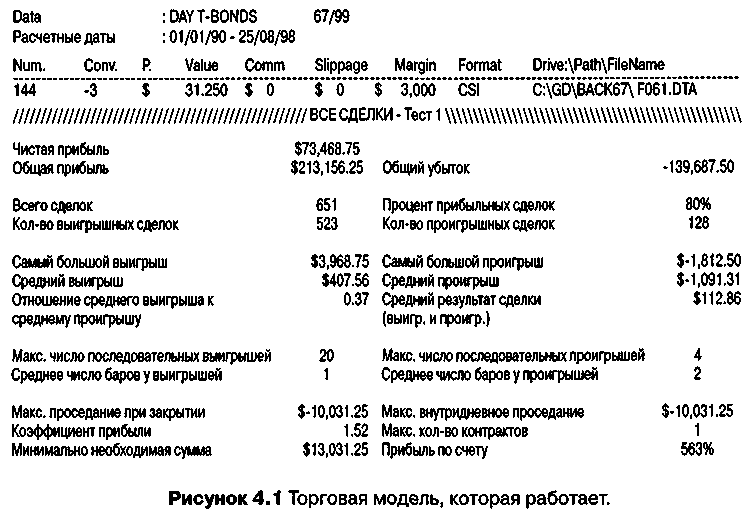 Data : DAY T-BONDS 67/99
Расчетные даты : 01/01/90 - 25/08/98
Num. Conv. P. Value Comm Slippage Margin Format Drive:\Path\FileName
144 -3 $ 31.250 $ 0 $ 0 $ 3,000 CSI C:\GD\BACK67\ F061.DTA
//////////////////////////////////////////////// ВСЕ СДЕЛКИ - Тест 1 \\\\\\\\\\\\\\\\\\\\\\\\\\\\\\\\\\\\\\\\\\\\\\\\
Чистая прибыль $73,468.75
Общая прибыль $213,156.25 Общий убыток -139,687.50
Всего сделок 651 Процент прибыльных сделок 80%
Кол-во выигрышных сделок 523 Кол-во проигрышных сделок 128
Самый большой выигрыш $3,968.75 Самый большой проигрыш $-1,812.50
Средний выигрыш $407.56 Средний проигрыш $-1,091.31
Отношение среднего выигрыша к 0.37 Средний результат сделки $112.86
среднему проигрышу (выигр. и проигр.)
Макс. число последовательных выигрышей 20 Макс. число последовательных проигрышей 4
Среднее число баров у выигрышей 1 Среднее число баров у проигрышей 2
Макс. проседание при закрытии $-10,031.25 Макс. внутридневное проседание $-10,031.25
Коэффициент прибыли 1.52 Макс. кол-во контрактов 1
Минимально необходимая сумма $13,031.25 Прибыль по счету 563%
Рисунок 4.1 Торговая модель, которая работает.